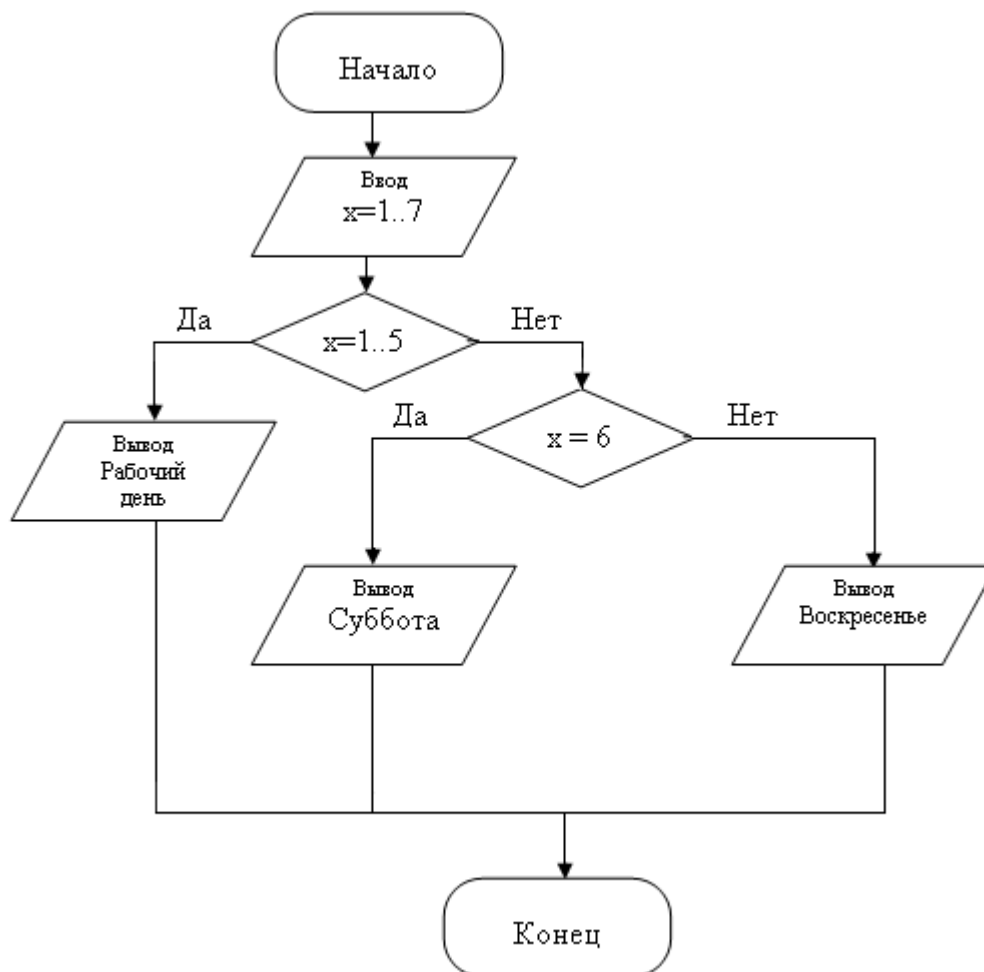 Начало
Ввод
x=1..7
Да
Нет
x=1..5
Да
Нет
x = 6
Вывод
Рабочий
день
Вывод
Суббота
Вывод
Воскресенье
Конец